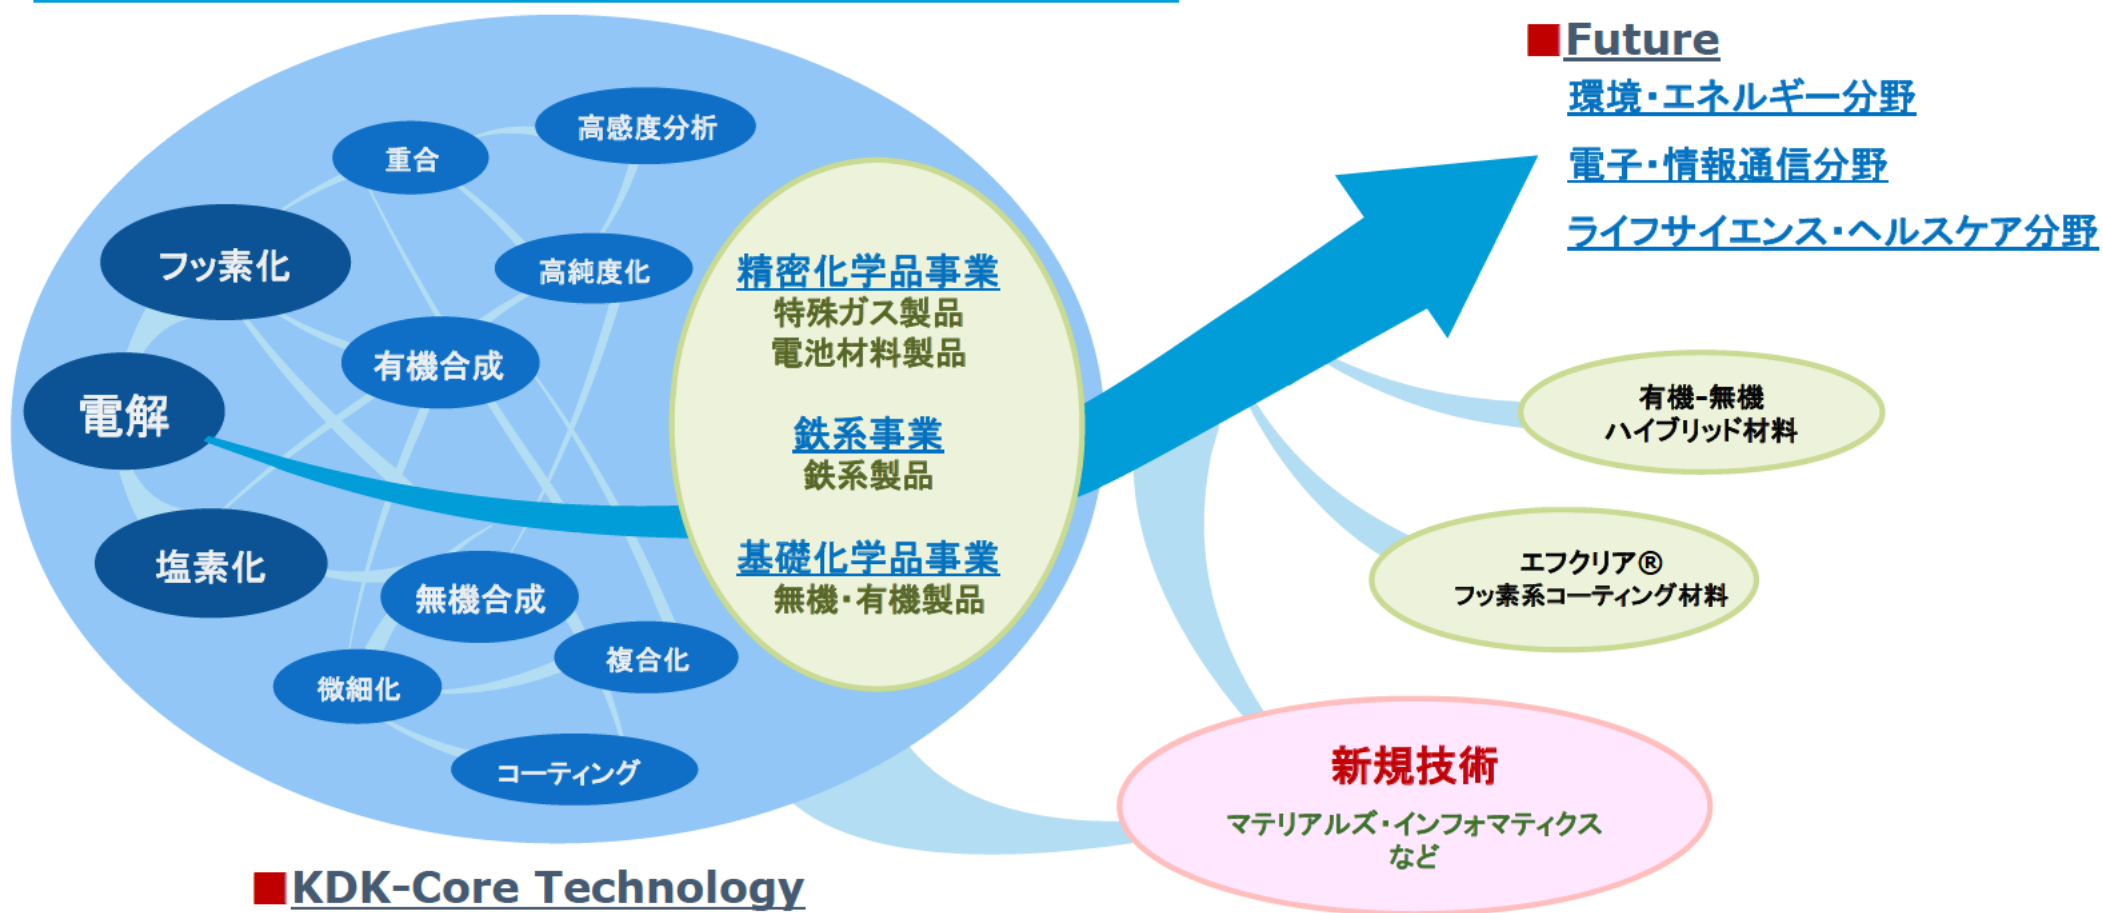 ■Future
環境・エネルギー分野
電子・情報通信分野
ライフサイエンス・ヘルスケア分野
高感度分析
重合
フッ素化
高純度化
有機合成
電解
塩素化
無機合成
複合化
微細化
コーティング
精密化学品事業
特殊ガス製品
電池材料製品
鉄系事業
鉄系製品
基礎化学品事業
無機・有機製品
有機-無機
ハイブリッド材料
エフクリア®
フッ素系コーティング材料
新規技術
マテリアルズ・インフォマティクス
など
■KDK-Core Technology